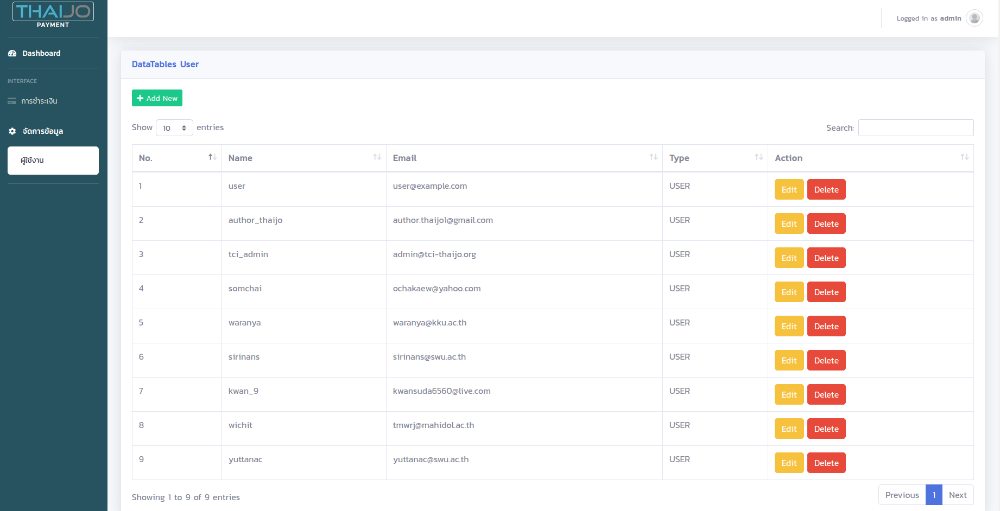 THAIJO
PAYMENT
Logged in as admin
Dashboard
INTERFACE
การชำระเงิน
จัดการข้อมูล
ผู้ใช้งาน
DataTables User
+ Add New
Show 10 entries
Search:
No. Name Email Type Action
1 user user@example.com USER Edit Delete
2 author_thaijo author.thaijo1@gmail.com USER Edit Delete
3 tci_admin admin@tci-thaijo.org USER Edit Delete
4 somchai ochakaew@yahoo.com USER Edit Delete
5 waranya waranya@kku.ac.th USER Edit Delete
6 sirinans sirinans@swu.ac.th USER Edit Delete
7 kwan_9 kwansuda6560@live.com USER Edit Delete
8 wichit tmwrj@mahidol.ac.th USER Edit Delete
9 yuttanac yuttanac@swu.ac.th USER Edit Delete
Showing 1 to 9 of 9 entries
Previous 1 Next